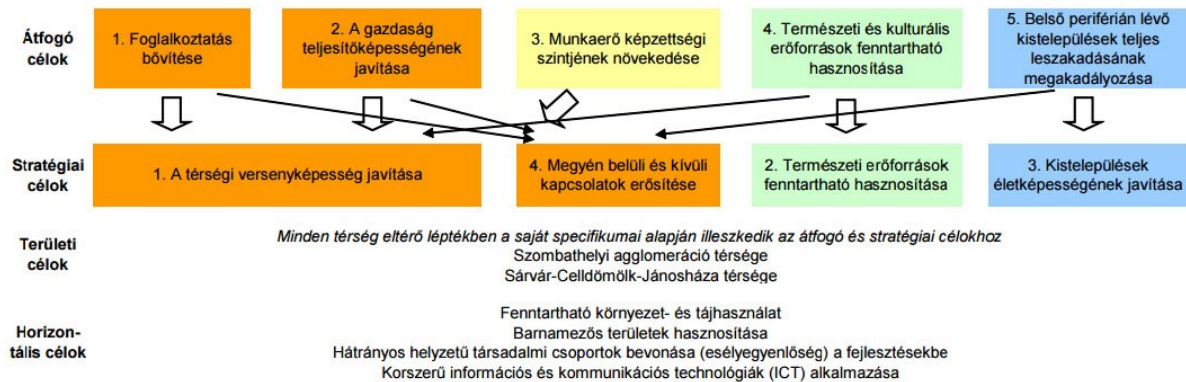 Átfogó
célok
1. Foglalkoztatás
bővítése
2. A gazdaság
teljesítőképességének
javítása
3. Munkaerő képzettségi
szintjének növekedése
4. Természeti és kulturális
erőforrások fenntartható
hasznosítása
5. Belső periférián lévő
kistelepülések teljes
leszakadásának
megakadályozása
Stratégiai
célok
1. A térségi versenyképesség javítása
4. Megyén belüli és kívüli
kapcsolatok erősítése
2. Természeti erőforrások
fenntartható hasznosítása
3. Kistelepülések
életképességének javítása
Területi
célok
Minden térség eltérő léptékben a saját specifikumai alapján illeszkedik az átfogó és stratégiai célokhoz
Szombathelyi agglomeráció térsége
Sárvár-Celldömölk-Jánosháza térsége
Horizon-
tális célok
Fenntartható környezet- és tájhasználat
Barnamezős területek hasznosítása
Hátrányos helyzetű társadalmi csoportok bevonása (esélyegyenlőség) a fejlesztésekbe
Korszerű információs és kommunikációs technológiák (ICT) alkalmazása